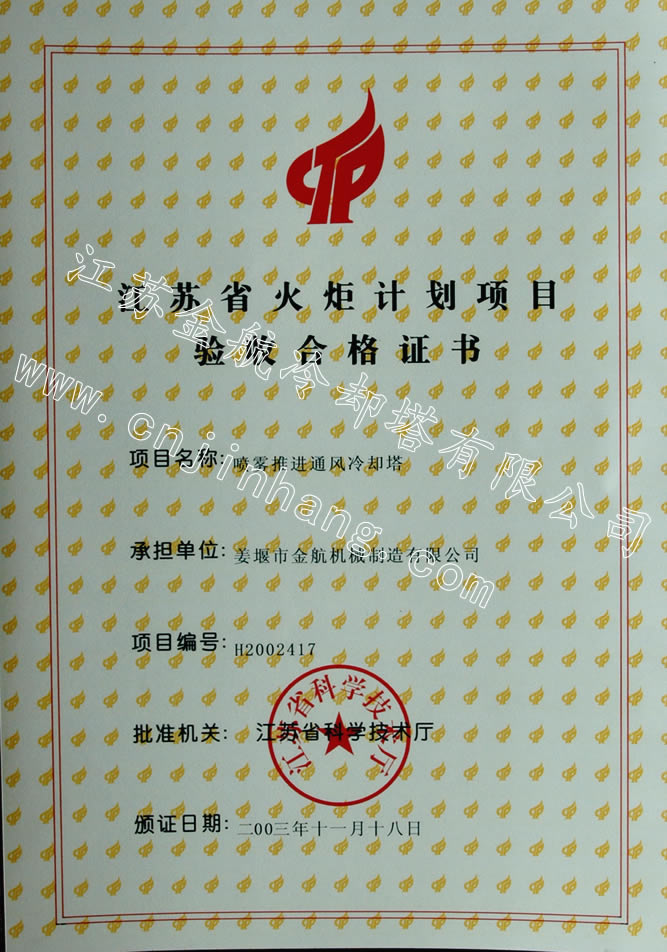 CTP
江苏省火炬计划项目
验收合格证书
项目名称: 喷雾推进通风冷却塔
承担单位: 姜堰市金航机械制造有限公司
项目编号: H2002417
批准机关: 江苏省科学技术厅
江苏省科学技术厅
颁证日期: 二00三年十一月十八日
江苏金航冷却塔有限公司
www.cnjinhang.com